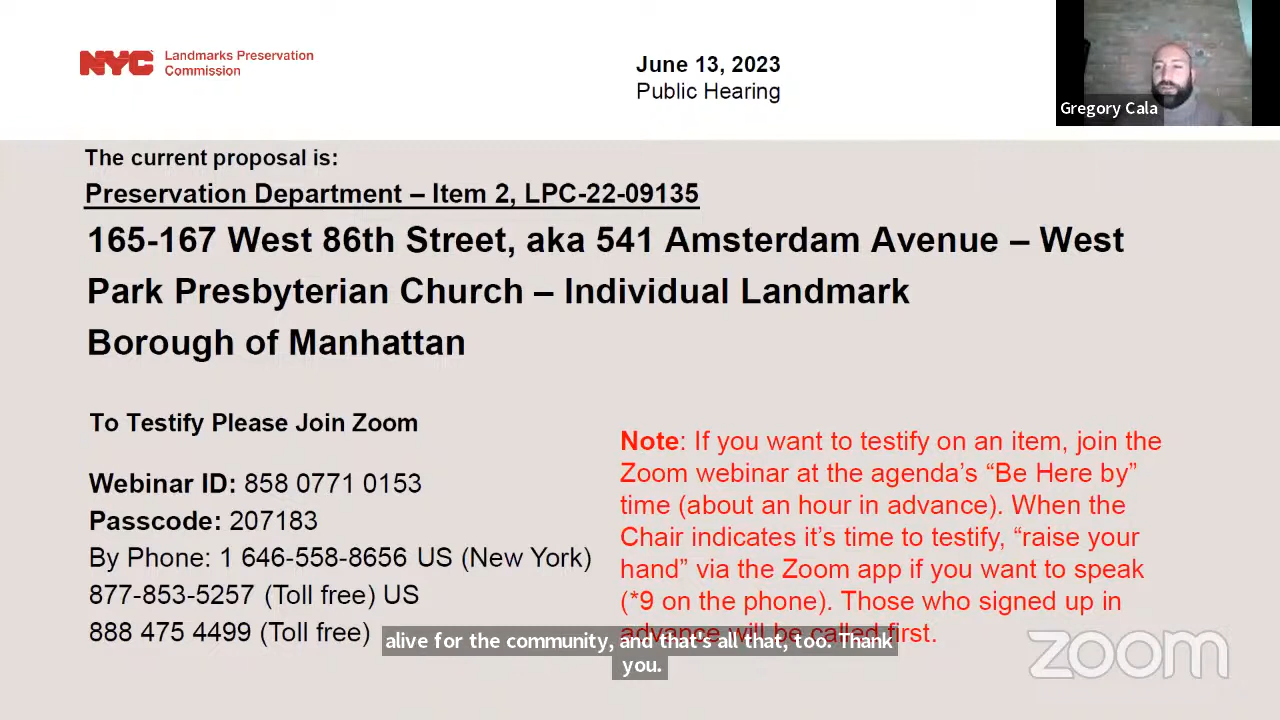 NYC Landmarks Preservation
Commission
June 13, 2023
Public Hearing
Gregory Cala
The current proposal is:
Preservation Department – Item 2, LPC-22-09135
165-167 West 86th Street, aka 541 Amsterdam Avenue – West
Park Presbyterian Church – Individual Landmark
Borough of Manhattan
To Testify Please Join Zoom
Webinar ID: 858 0771 0153
Passcode: 207183
By Phone: 1 646-558-8656 US (New York)
877-853-5257 (Toll free) US
888 475 4499 (Toll free)
Note: If you want to testify on an item, join the
Zoom webinar at the agenda’s “Be Here by”
time (about an hour in advance). When the
Chair indicates it’s time to testify, “raise your
hand” via the Zoom app if you want to speak
(*9 on the phone). Those who signed up in
advance will be called first.
alive for the community, and that's all that, too. Thank
you.
zoom